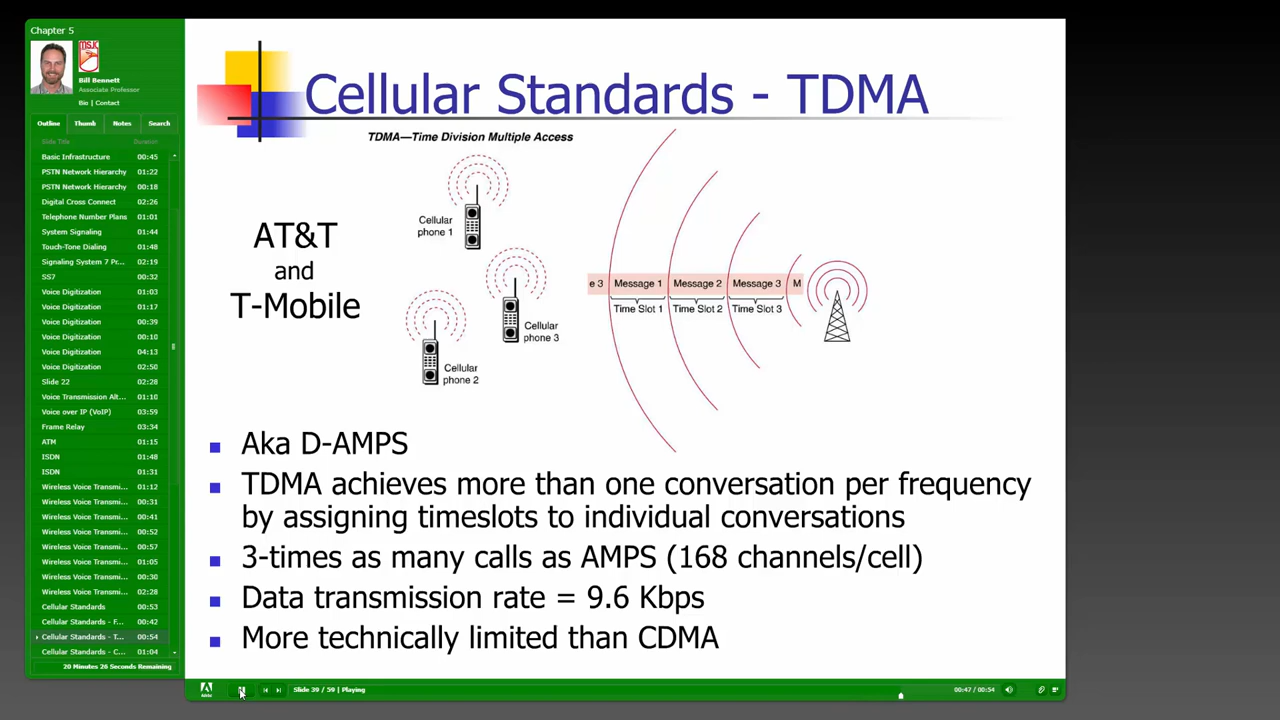 Chapter 5
Bill Bennett
Associate Professor
Bio | Contact
Outline Thumb Notes Search
Slide Title Duration
Basic Infrastructure 00:45
PSTN Network Hierarchy 01:22
PSTN Network Hierarchy 00:18
Digital Cross Connect 02:26
Telephone Number Plans 01:01
System Signaling 01:44
Touch-Tone Dialing 01:48
Signaling System 7 Pr... 02:19
SS7 00:32
Voice Digitization 01:03
Voice Digitization 01:17
Voice Digitization 00:39
Voice Digitization 00:10
Voice Digitization 04:13
Voice Digitization 02:50
Slide 22 02:28
Voice Transmission Alt... 01:10
Voice over IP (VoIP) 03:59
Frame Relay 03:34
ATM 01:15
ISDN 01:48
ISDN 01:31
Wireless Voice Transmi... 01:12
Wireless Voice Transmi... 00:31
Wireless Voice Transmi... 00:41
Wireless Voice Transmi... 00:52
Wireless Voice Transmi... 00:57
Wireless Voice Transmi... 01:05
Wireless Voice Transmi... 00:30
Wireless Voice Transmi... 02:28
Cellular Standards 00:53
Cellular Standards - F... 00:42
Cellular Standards - T... 00:54
Cellular Standards - C... 01:04
20 Minutes 26 Seconds Remaining
Cellular Standards - TDMA
TDMA—Time Division Multiple Access
AT&T
and
T-Mobile
Cellular
phone 1
Cellular
phone 3
Cellular
phone 2
e 3 Message 1 Message 2 Message 3 M
Time Slot 1 Time Slot 2 Time Slot 3
Aka D-AMPS
TDMA achieves more than one conversation per frequency
by assigning timeslots to individual conversations
3-times as many calls as AMPS (168 channels/cell)
Data transmission rate = 9.6 Kbps
More technically limited than CDMA
Slide 39 / 59 | Playing
00:47 / 00:54